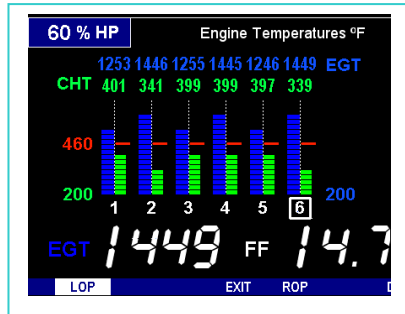 60 % HP Engine Temperatures ºF
1253 1446 1255 1445 1246 1449 EGT
CHT 401 341 399 399 397 339
460
200 200
1 2 3 4 5 6
EGT 1449 FF 14.7
LOP EXIT ROP